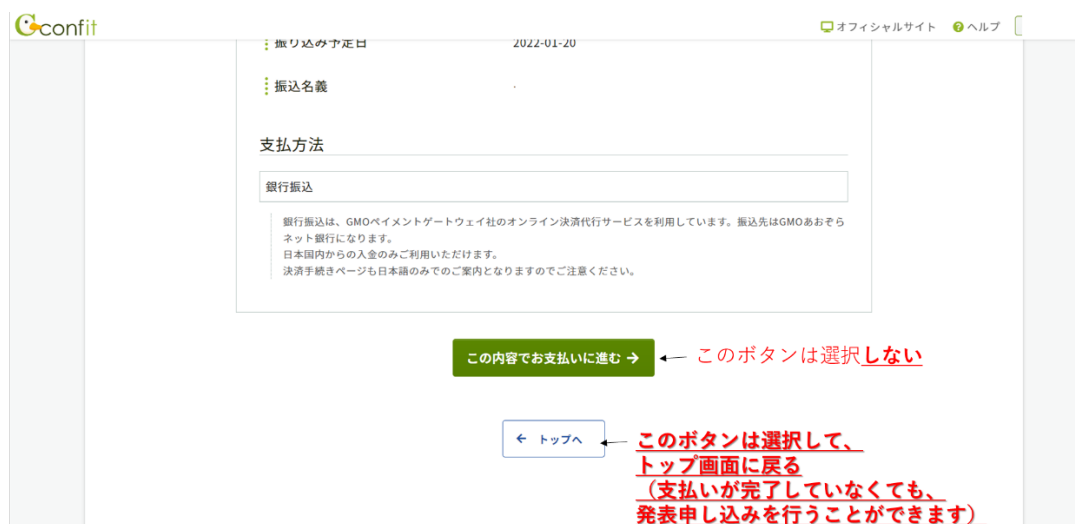 confit
オフィシャルサイト ヘルプ
振り込み予定日 2022-01-20
振込名義 .
支払方法
銀行振込
銀行振込は、GMOペイメントゲートウェイ社のオンライン決済代行サービスを利用しています。振込先はGMOあおぞら
ネット銀行になります。
日本国内からの入金のみご利用いただけます。
決済手続きページも日本語のみでのご案内となりますのでご注意ください。
この内容でお支払いに進む → このボタンは選択しない
← トップへ このボタンは選択して、
トップ画面に戻る
（支払いが完了していなくても、
発表申し込みを行うことができます）